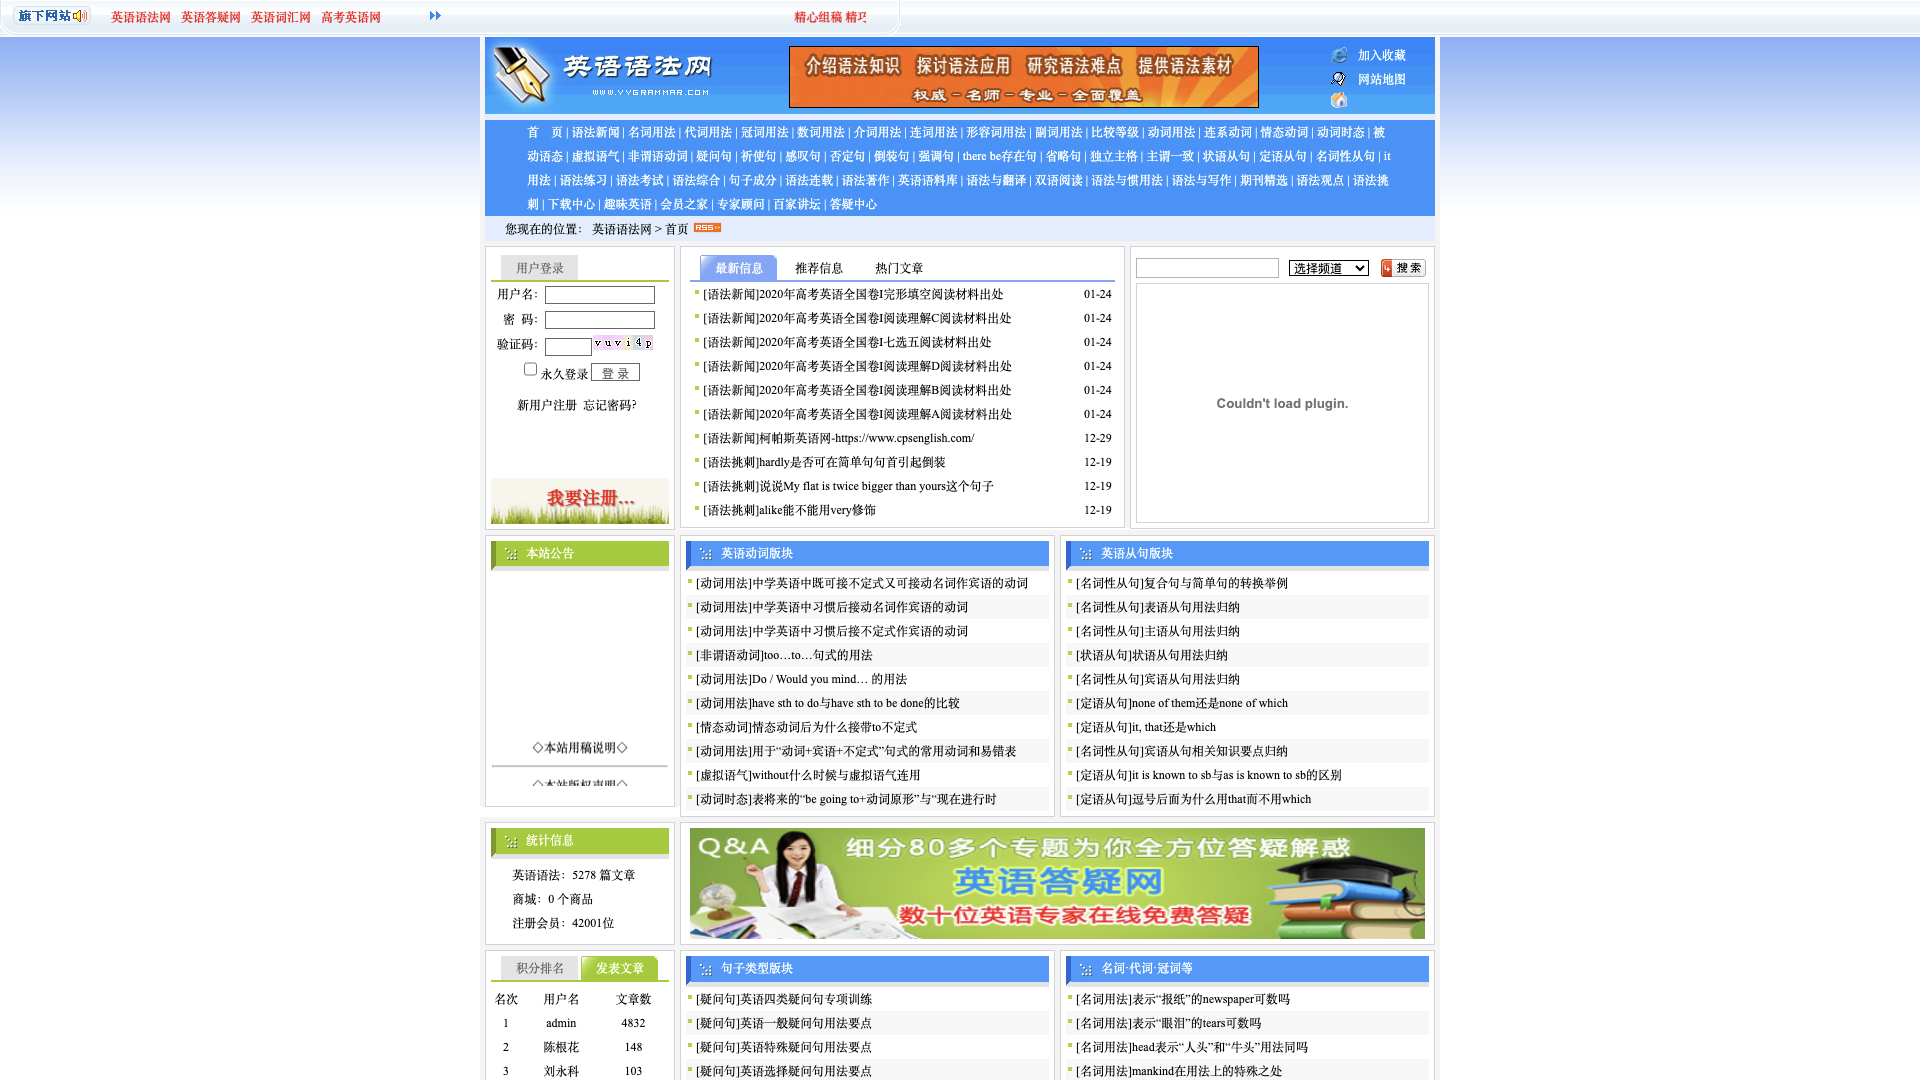 旗下网站 英语语法网 英语答疑网 英语词汇网 高考英语网 精心组稿 精巧
英语语法网
WWW.YYGRAMMAR.COM
介绍语法知识 探讨语法应用 研究语法难点 提供语法素材
权威－名师－专业－全面覆盖
加入收藏
网站地图
首 页 | 语法新闻 | 名词用法 | 代词用法 | 冠词用法 | 数词用法 | 介词用法 | 连词用法 | 形容词用法 | 副词用法 | 比较等级 | 动词用法 | 连系动词 | 情态动词 | 动词时态 | 被
动语态 | 虚拟语气 | 非谓语动词 | 疑问句 | 祈使句 | 感叹句 | 否定句 | 倒装句 | 强调句 | there be存在句 | 省略句 | 独立主格 | 主谓一致 | 状语从句 | 定语从句 | 名词性从句 | it
用法 | 语法练习 | 语法考试 | 语法综合 | 句子成分 | 语法连载 | 语法著作 | 英语语料库 | 语法与翻译 | 双语阅读 | 语法与惯用法 | 语法与写作 | 期刊精选 | 语法观点 | 语法挑
刺 | 下载中心 | 趣味英语 | 会员之家 | 专家顾问 | 百家讲坛 | 答疑中心
您现在的位置： 英语语法网 > 首页 RSS
用户登录
用户名：
密 码：
验证码： vuvi4p
永久登录 登 录
新用户注册 忘记密码?
我要注册...
最新信息 推荐信息 热门文章
[语法新闻]2020年高考英语全国卷I完形填空阅读材料出处 01-24
[语法新闻]2020年高考英语全国卷I阅读理解C阅读材料出处 01-24
[语法新闻]2020年高考英语全国卷I七选五阅读材料出处 01-24
[语法新闻]2020年高考英语全国卷I阅读理解D阅读材料出处 01-24
[语法新闻]2020年高考英语全国卷I阅读理解B阅读材料出处 01-24
[语法新闻]2020年高考英语全国卷I阅读理解A阅读材料出处 01-24
[语法新闻]柯帕斯英语网-https://www.cpsenglish.com/ 12-29
[语法挑刺]hardly是否可在简单句句首引起倒装 12-19
[语法挑刺]说说My flat is twice bigger than yours这个句子 12-19
[语法挑刺]alike能不能用very修饰 12-19
选择频道 搜 索
Couldn't load plugin.
本站公告
◇本站用稿说明◇
◇本站版权声明◇
英语动词版块
[动词用法]中学英语中既可接不定式又可接动名词作宾语的动词
[动词用法]中学英语中习惯后接动名词作宾语的动词
[动词用法]中学英语中习惯后接不定式作宾语的动词
[非谓语动词]too…to…句式的用法
[动词用法]Do / Would you mind… 的用法
[动词用法]have sth to do与have sth to be done的比较
[情态动词]情态动词后为什么接带to不定式
[动词用法]用于“动词+宾语+不定式”句式的常用动词和易错表
[虚拟语气]without什么时候与虚拟语气连用
[动词时态]表将来的“be going to+动词原形”与“现在进行时
英语从句版块
[名词性从句]复合句与简单句的转换举例
[名词性从句]表语从句用法归纳
[名词性从句]主语从句用法归纳
[状语从句]状语从句用法归纳
[名词性从句]宾语从句用法归纳
[定语从句]none of them还是none of which
[定语从句]it, that还是which
[名词性从句]宾语从句相关知识要点归纳
[定语从句]it is known to sb与as is known to sb的区别
[定语从句]逗号后面为什么用that而不用which
统计信息
英语语法：5278 篇文章
商城：0 个商品
注册会员：42001位
Q&A 细分80多个专题为你全方位答疑解惑
英语答疑网
数十位英语专家在线免费答疑
积分排名 发表文章
名次 用户名 文章数
1 admin 4832
2 陈根花 148
3 刘永科 103
句子类型版块
[疑问句]英语四类疑问句专项训练
[疑问句]英语一般疑问句用法要点
[疑问句]英语特殊疑问句用法要点
[疑问句]英语选择疑问句用法要点
名词·代词·冠词等
[名词用法]表示“报纸”的newspaper可数吗
[名词用法]表示“眼泪”的tears可数吗
[名词用法]head表示“人头”和“牛头”用法同吗
[名词用法]mankind在用法上的特殊之处